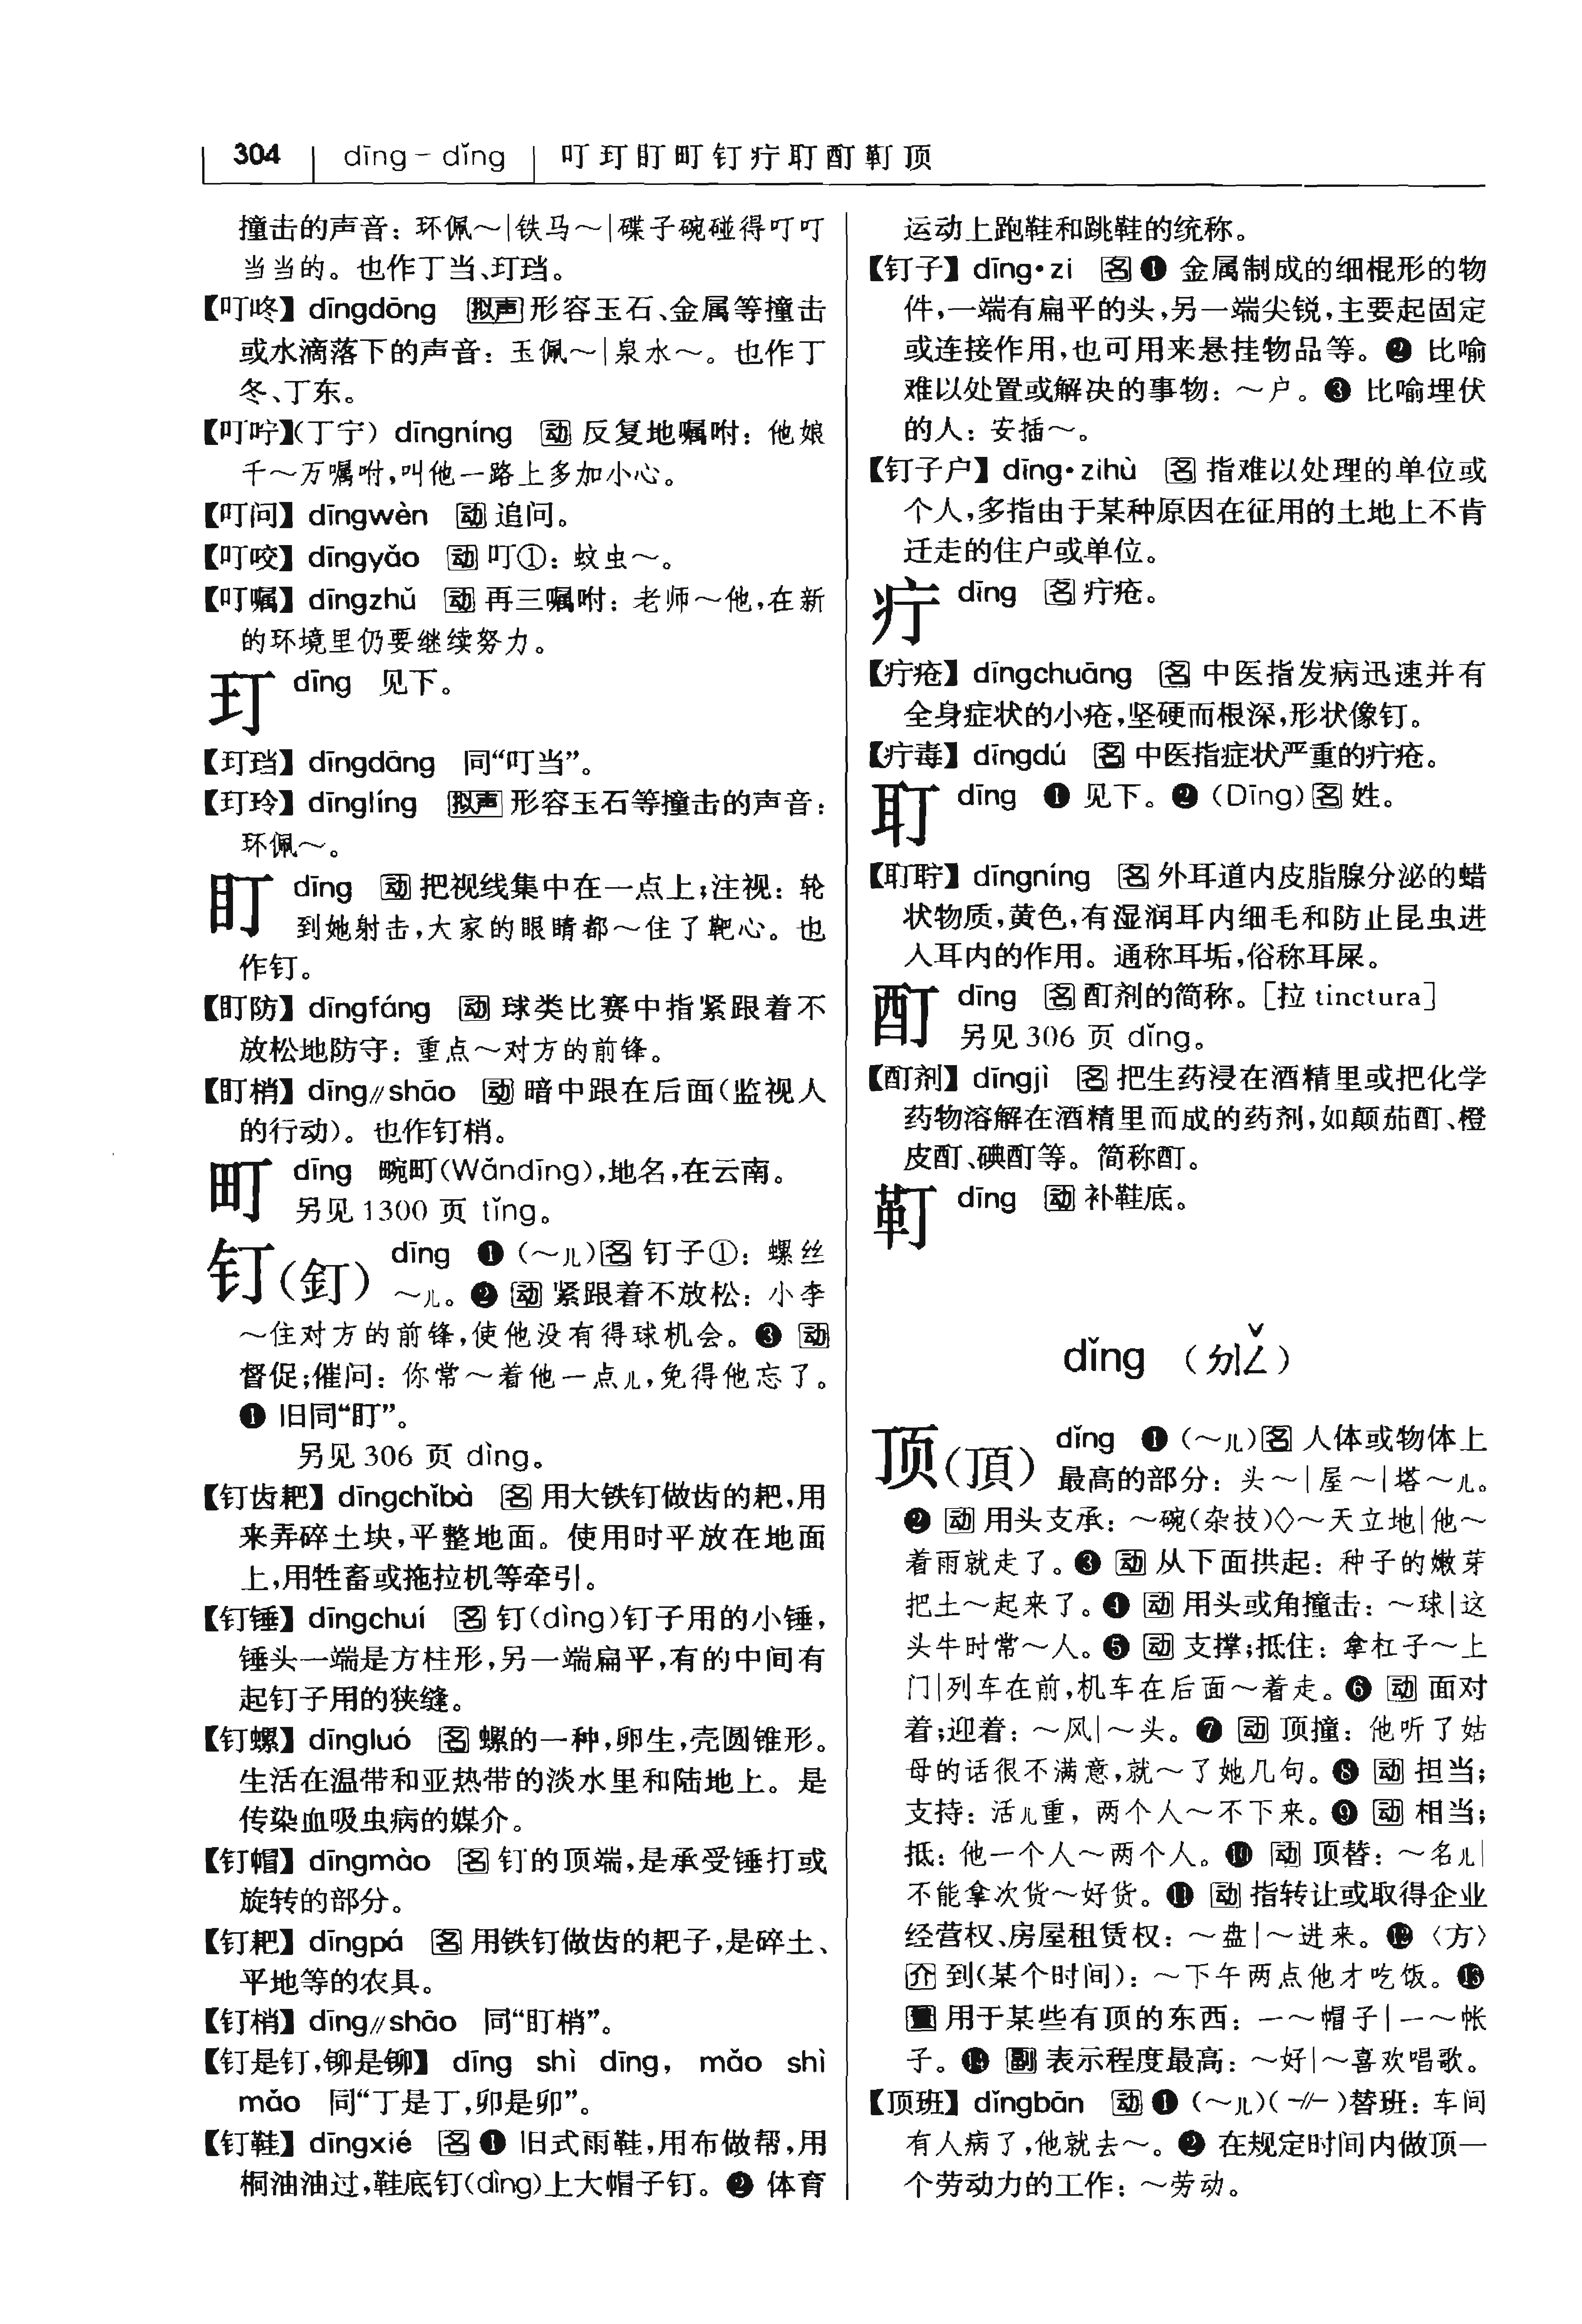 304 dīng－dǐng 叮玎盯町钉疔耵酊靪顶
撞击的声音：环佩～|铁马～|碟子碗碰得叮叮
当当的。也作丁当、玎珰。
【叮咚】dīngdōng 拟声 形容玉石、金属等撞击
或水滴落下的声音：玉佩～|泉水～。也作丁
冬、丁东。
【叮咛】（丁宁）dīngníng 动 反复地嘱咐：他娘
千～万嘱咐，叫他一路上多加小心。
【叮问】dīngwèn 动 追问。
【叮咬】dīngyǎo 动 叮①：蚊虫～。
【叮嘱】dīngzhǔ 动 再三嘱咐：老师～他，在新
的环境里仍要继续努力。
玎 dīng 见下。
【玎珰】dīngdāng 同“叮当”。
【玎玲】dīnglíng 拟声 形容玉石等撞击的声音：
环佩～。
盯 dīng 动 把视线集中在一点上；注视：轮
到她射击，大家的眼睛都～住了靶心。也
作钉。
【盯防】dīngfáng 动 球类比赛中指紧跟着不
放松地防守：重点～对方的前锋。
【盯梢】dīng∥shāo 动 暗中跟在后面（监视人
的行动）。也作钉梢。
町 dīng 畹町（Wǎndīng），地名，在云南。
另见 1300 页 tǐng。
钉（釘） dīng ❶（～儿）名 钉子①：螺丝
～儿。❷ 动 紧跟着不放松：小李
～住对方的前锋，使他没有得球机会。❸ 动
督促；催问：你常～着他一点儿，免得他忘了。
❹ 旧同“盯”。
另见 306 页 dìng。
【钉齿耙】dīngchǐbà 名 用大铁钉做齿的耙，用
来弄碎土块，平整地面。使用时平放在地面
上，用牲畜或拖拉机等牵引。
【钉锤】dīngchuí 名 钉（dìng）钉子用的小锤，
锤头一端是方柱形，另一端扁平，有的中间有
起钉子用的狭缝。
【钉螺】dīngluó 名 螺的一种，卵生，壳圆锥形。
生活在温带和亚热带的淡水里和陆地上。是
传染血吸虫病的媒介。
【钉帽】dīngmào 名 钉的顶端，是承受锤打或
旋转的部分。
【钉耙】dīngpá 名 用铁钉做齿的耙子，是碎土、
平地等的农具。
【钉梢】dīng∥shāo 同“盯梢”。
【钉是钉，铆是铆】 dīng shì dīng， mǎo shì
mǎo 同“丁是丁，卯是卯”。
【钉鞋】dīngxié 名 ❶ 旧式雨鞋，用布做帮，用
桐油油过，鞋底钉（dìng）上大帽子钉。❷ 体育
运动上跑鞋和跳鞋的统称。
【钉子】dīng·zi 名 ❶ 金属制成的细棍形的物
件，一端有扁平的头，另一端尖锐，主要起固定
或连接作用，也可用来悬挂物品等。❷ 比喻
难以处置或解决的事物：～户。❸ 比喻埋伏
的人：安插～。
【钉子户】dīng·zihù 名 指难以处理的单位或
个人，多指由于某种原因在征用的土地上不肯
迁走的住户或单位。
疔 dīng 名 疔疮。
【疔疮】dīngchuāng 名 中医指发病迅速并有
全身症状的小疮，坚硬而根深，形状像钉。
【疔毒】dīngdú 名 中医指症状严重的疔疮。
耵 dīng ❶ 见下。❷（Dīng）名 姓。
【耵聍】dīngníng 名 外耳道内皮脂腺分泌的蜡
状物质，黄色，有湿润耳内细毛和防止昆虫进
入耳内的作用。通称耳垢，俗称耳屎。
酊 dīng 名 酊剂的简称。［拉 tinctura］
另见 306 页 dǐng。
【酊剂】dīngjì 名 把生药浸在酒精里或把化学
药物溶解在酒精里而成的药剂，如颠茄酊、橙
皮酊、碘酊等。简称酊。
靪 dīng 动 补鞋底。
dǐng （ㄉㄧㄥˇ）
顶（頂） dǐng ❶（～儿）名 人体或物体上
最高的部分：头～|屋～|塔～儿。
❷ 动 用头支承：～碗（杂技）◇～天立地|他～
着雨就走了。❸ 动 从下面拱起：种子的嫩芽
把土～起来了。❹ 动 用头或角撞击：～球|这
头牛时常～人。❺ 动 支撑；抵住：拿杠子～上
门|列车在前，机车在后面～着走。❻ 动 面对
着；迎着：～风|～头。❼ 动 顶撞：他听了姑
母的话很不满意，就～了她几句。❽ 动 担当；
支持：活儿重，两个人～不下来。❾ 动 相当；
抵：他一个人～两个人。❿ 动 顶替：～名儿|
不能拿次货～好货。⓫ 动 指转让或取得企业
经营权、房屋租赁权：～盘|～进来。⓬〈方〉
介 到（某个时间）：～下午两点他才吃饭。⓭
量 用于某些有顶的东西：一～帽子|一～帐
子。⓮ 副 表示程度最高：～好|～喜欢唱歌。
【顶班】dǐngbān 动 ❶（～儿）（-∥-）替班：车间
有人病了，他就去～。❷ 在规定时间内做顶一
个劳动力的工作：～劳动。